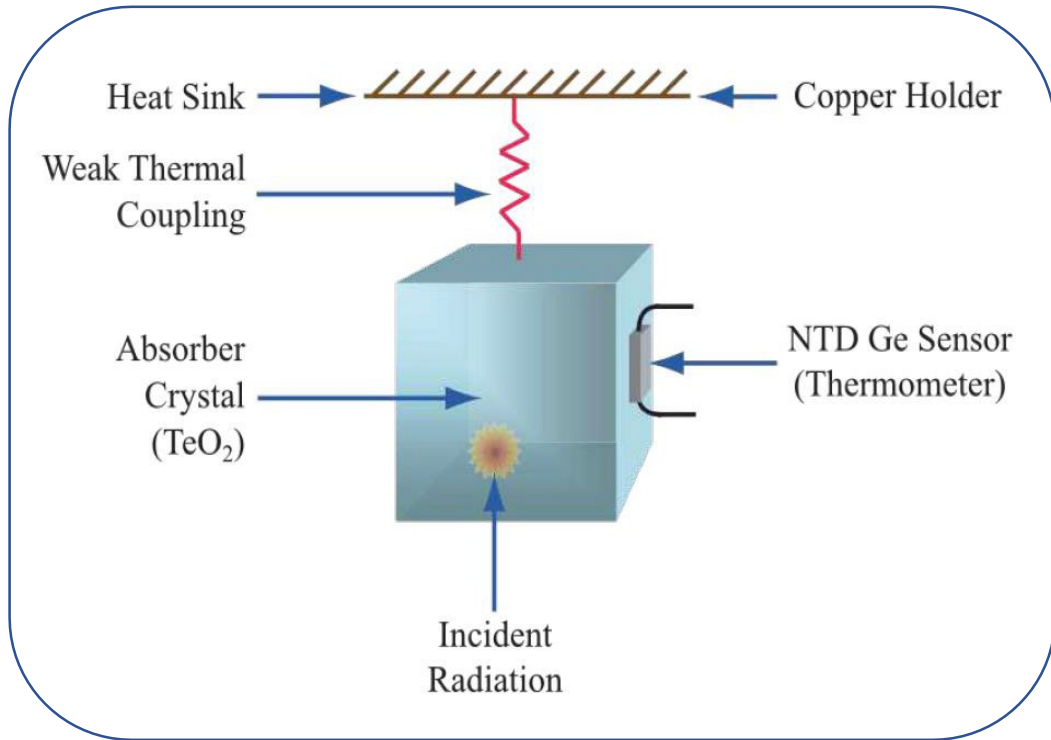 Heat Sink
Copper Holder
Weak Thermal
Coupling
Absorber
Crystal
(TeO₂)
NTD Ge Sensor
(Thermometer)
Incident
Radiation